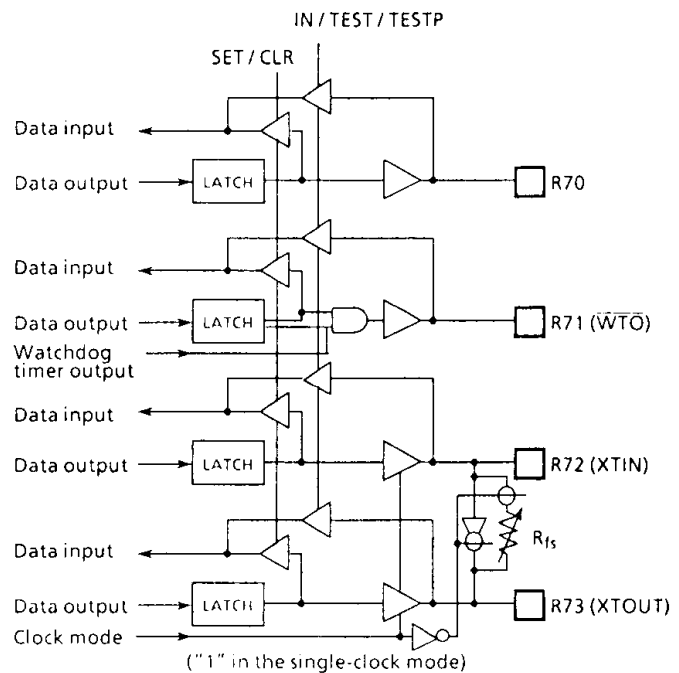 IN / TEST / TESTP
SET / CLR
Data input
Data output
LATCH
R70
Data input
Data output
LATCH
R71 (W̅T̅O̅)
Watchdog
timer output
Data input
Data output
LATCH
R72 (XTIN)
Rfs
Data input
Data output
LATCH
R73 (XTOUT)
Clock mode
("1" in the single-clock mode)